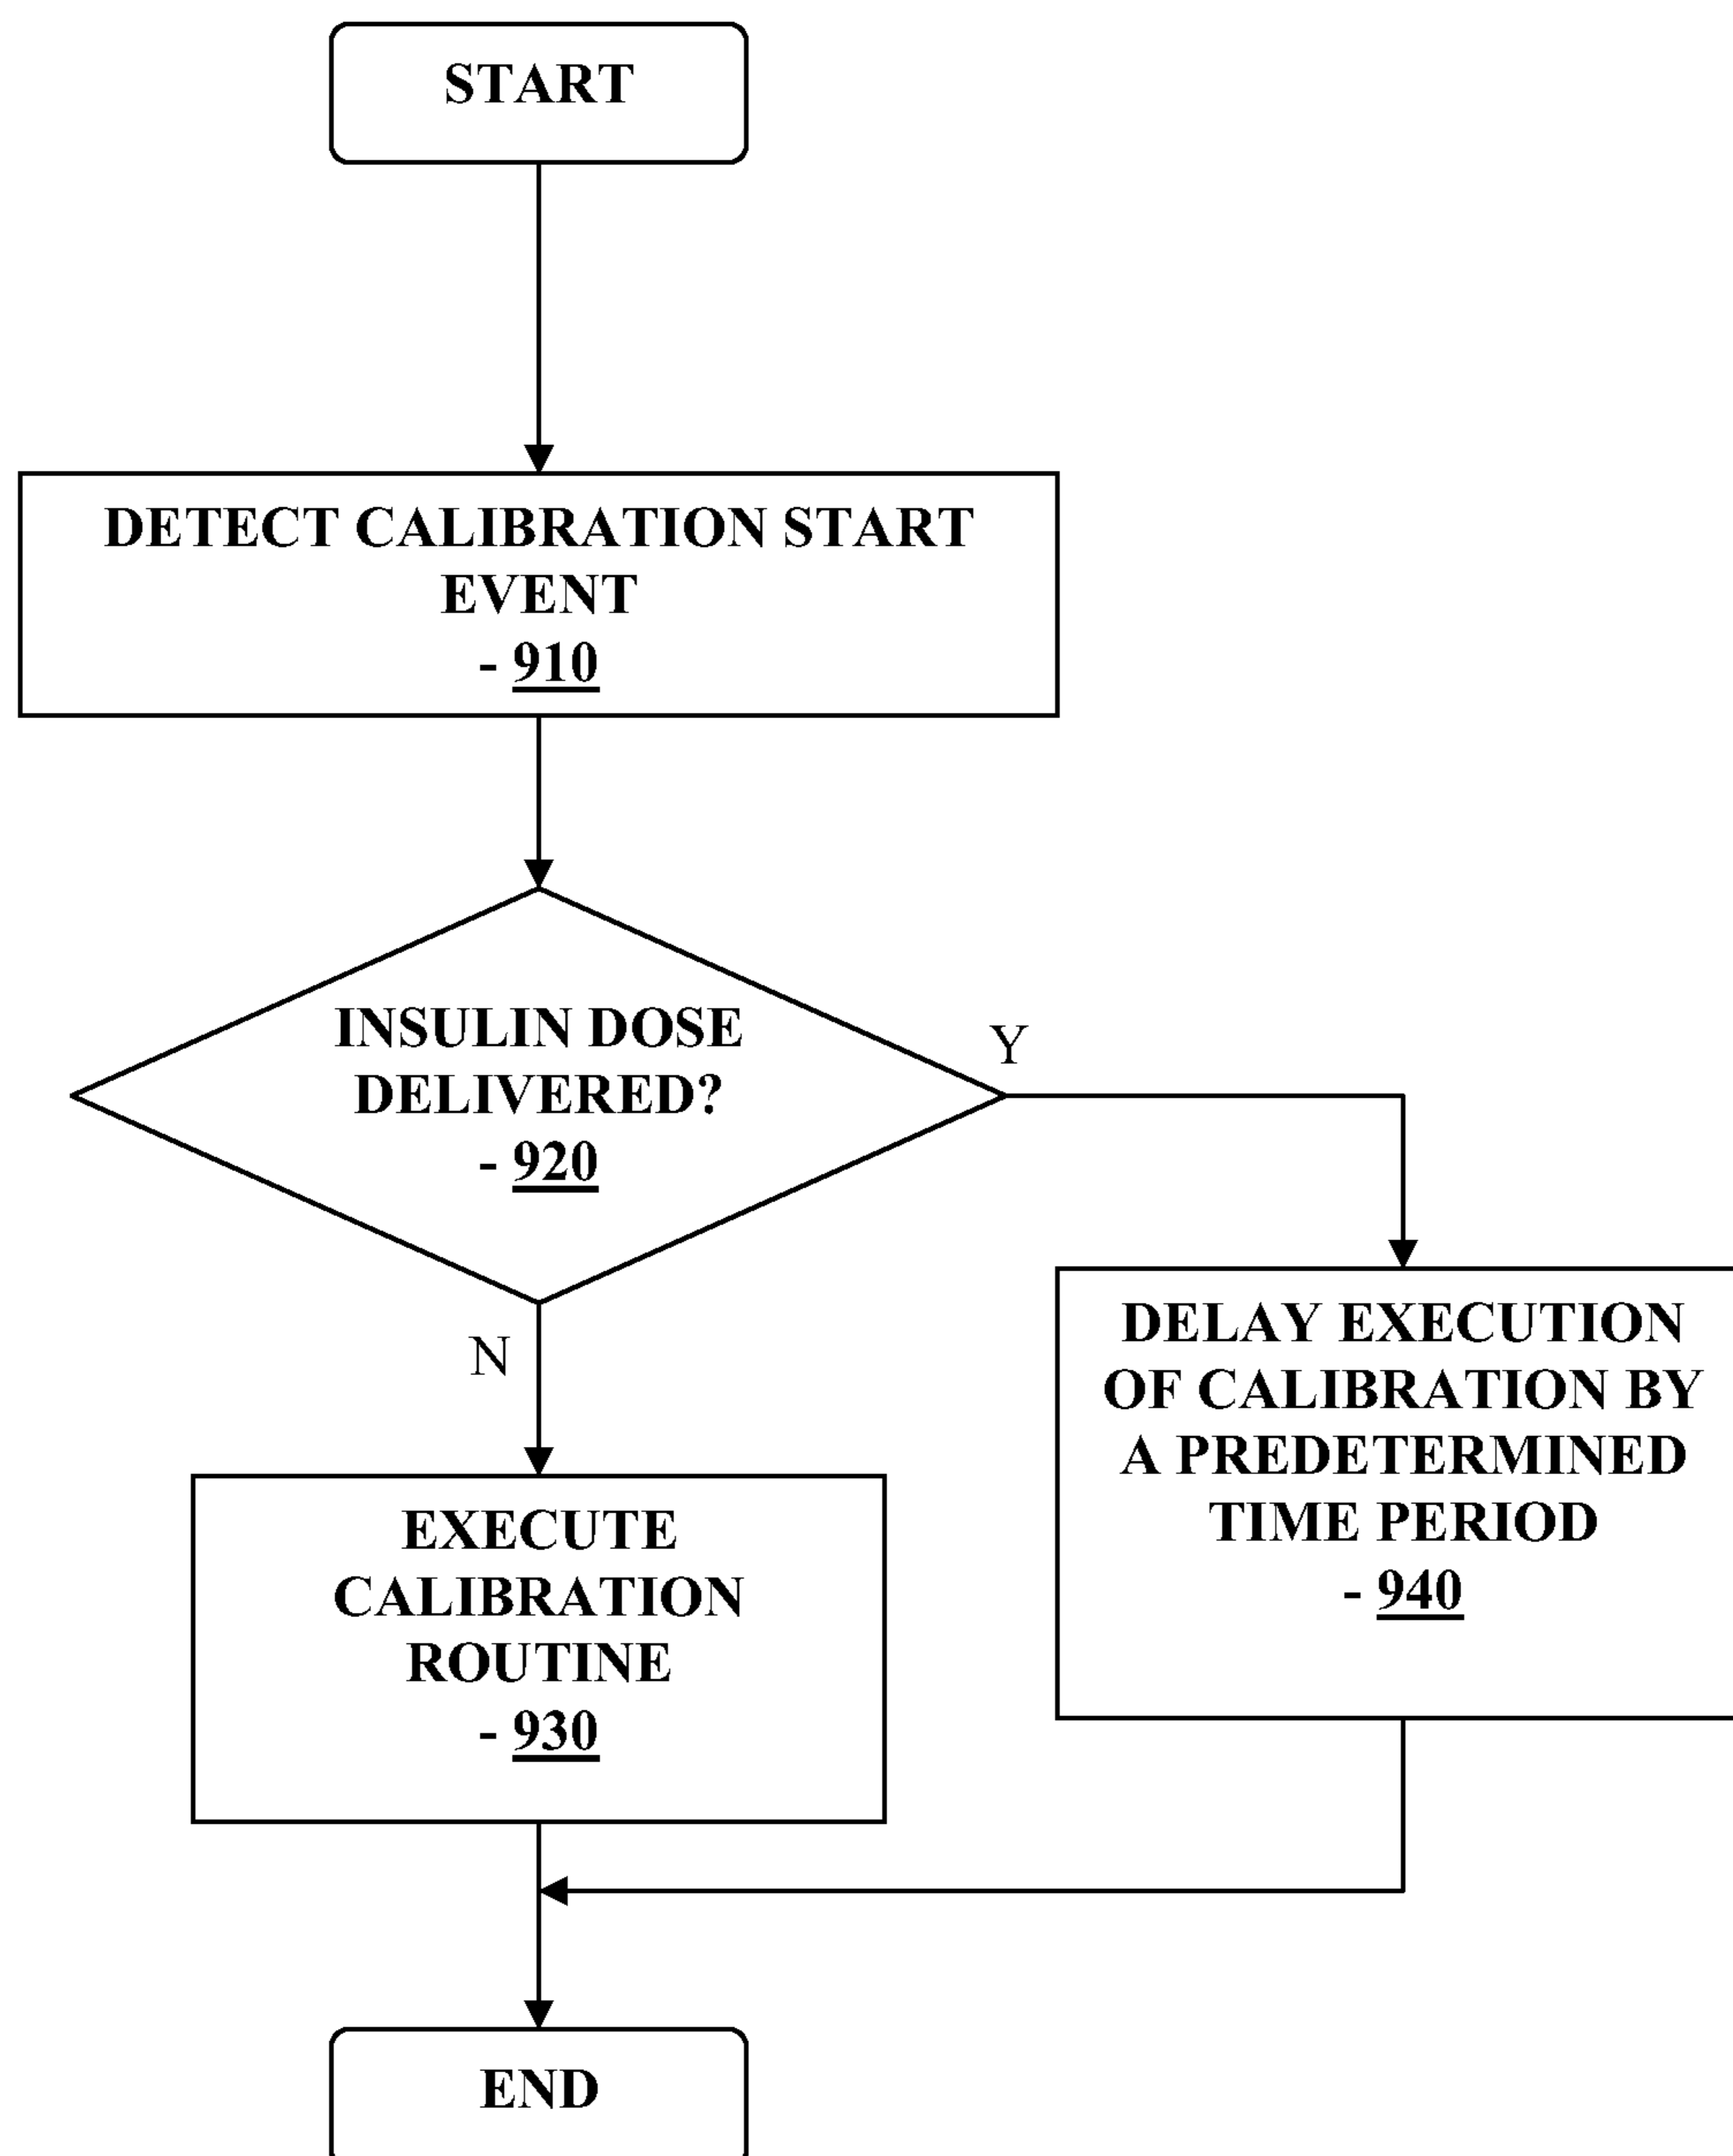 START
DETECT CALIBRATION START
EVENT
- 910
INSULIN DOSE
DELIVERED?
- 920
Y
N
DELAY EXECUTION
OF CALIBRATION BY
A PREDETERMINED
TIME PERIOD
- 940
EXECUTE
CALIBRATION
ROUTINE
- 930
END